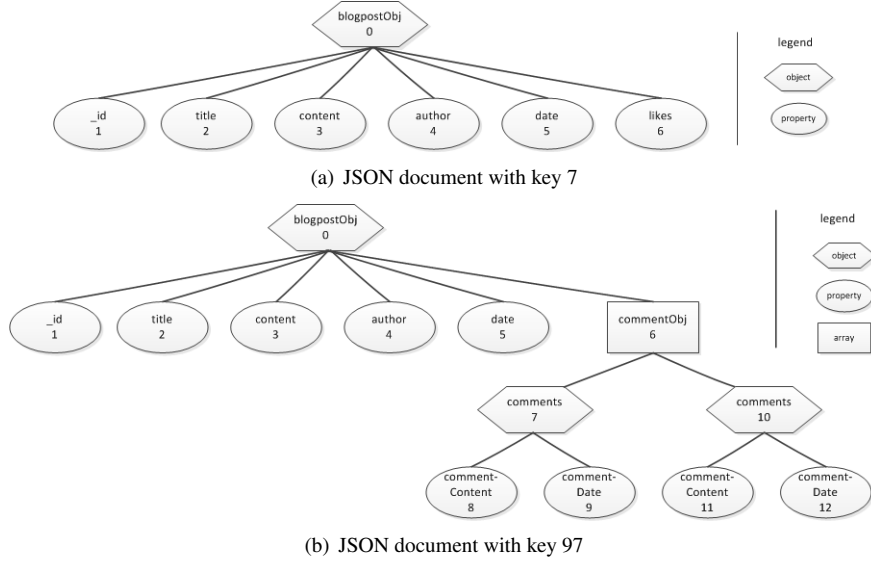 blogpostObj
0
legend
object
_id
1
title
2
content
3
author
4
date
5
likes
6
property
(a) JSON document with key 7
blogpostObj
0
legend
object
_id
1
title
2
content
3
author
4
date
5
commentObj
6
property
array
comments
7
comments
10
comment-
Content
8
comment-
Date
9
comment-
Content
11
comment-
Date
12
(b) JSON document with key 97